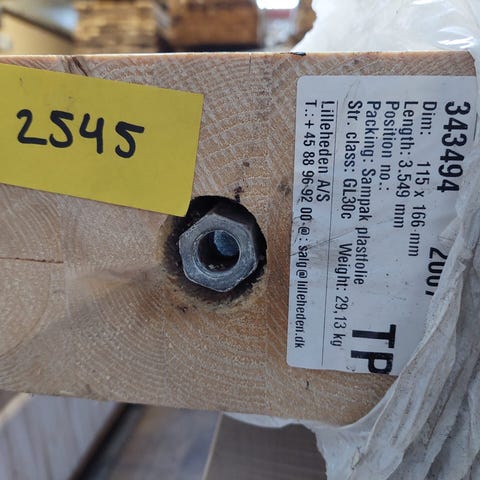 2545
343494
Dim: 115 x 166 mm
Length: 3.549 mm
Position no.:
Packing: Sampak plastfolie
Str. class: GL30c Weight: 29,13 kg
Lilleheden A/S
T.:+45 88 96 92 00 @: salg@lilleheden.dk
TP